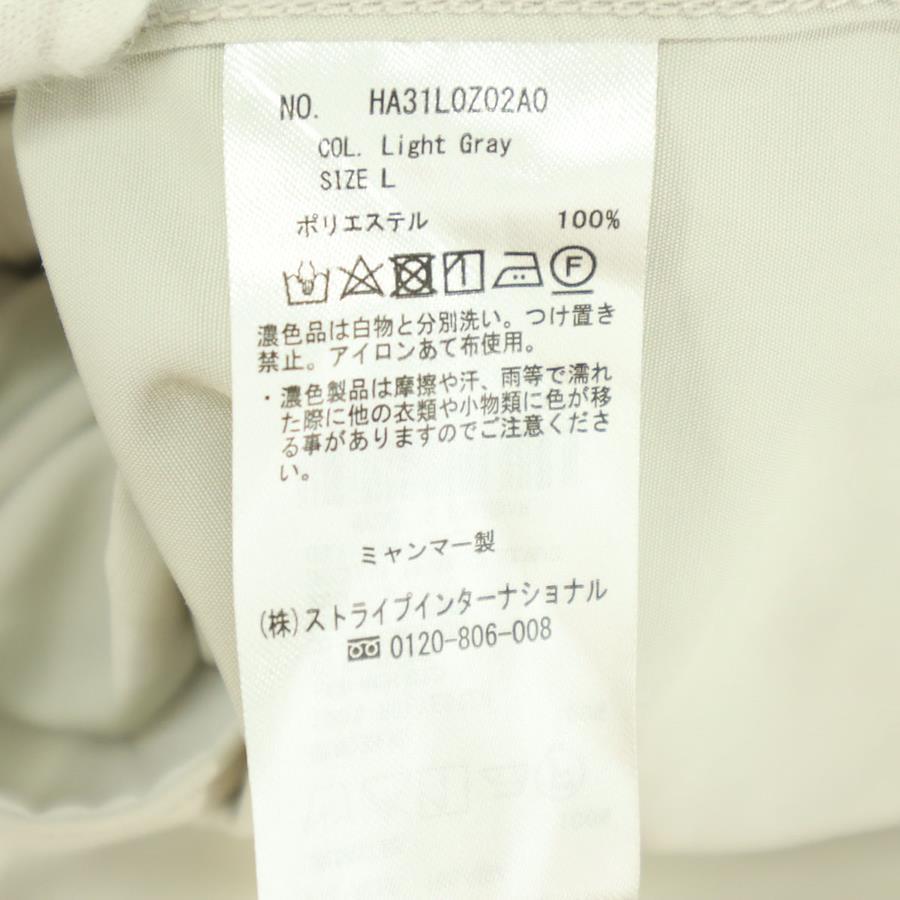 NO. HA31L0Z02A0
COL. Light Gray
SIZE L
ポリエステル 100%
F
濃色品は白物と分別洗い。つけ置き
禁止。アイロンあて布使用。
・濃色製品は摩擦や汗、雨等で濡れ
た際に他の衣類や小物類に色が移
る事がありますのでご注意くださ
い。
ミャンマー製
(株)ストライプインターナショナル
0120-806-008